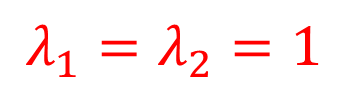 λ₁ = λ₂ = 1